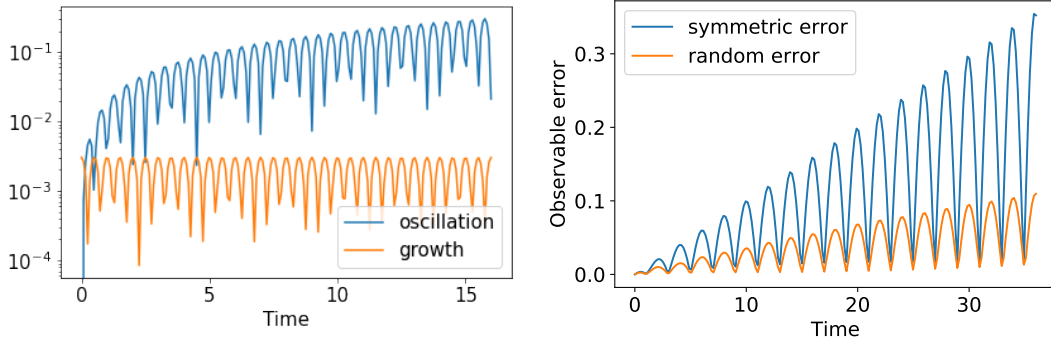 10⁻¹
10⁻²
10⁻³
10⁻⁴
oscillation
growth
0 5 10 15
Time
Observable error
0.3
0.2
0.1
0.0
symmetric error
random error
0 10 20 30
Time